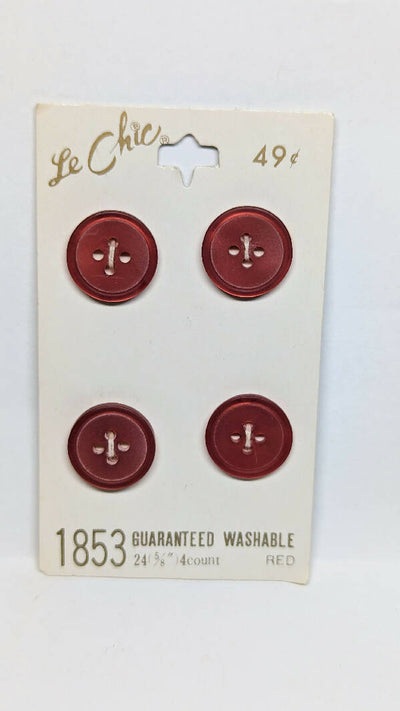 Le Chic®
49¢
1853 GUARANTEED WASHABLE
24(5/8")4count RED